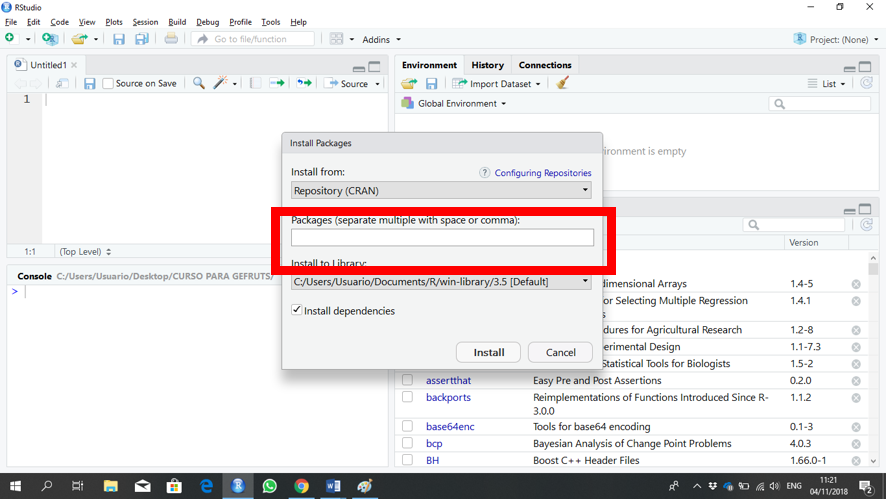 RStudio
File Edit Code View Plots Session Build Debug Profile Tools Help
Go to file/function Addins Project: (None)
Untitled1
Source on Save Source
1
1:1 (Top Level)
Console C:/Users/Usuario/Desktop/CURSO PARA GEFRUTS/
>
Environment History Connections
Import Dataset List
Global Environment
ronment is empty
Install Packages
Install from: ? Configuring Repositories
Repository (CRAN)
Packages (separate multiple with space or comma):
Install to Library:
C:/Users/Usuario/Documents/R/win-library/3.5 [Default]
Install dependencies
Install Cancel
Version
dimensional Arrays 1.4-5
or Selecting Multiple Regression 1.4.1
s
dures for Agricultural Research 1.2-8
perimental Design 1.1-7.3
Statistical Tools for Biologists 1.5-2
assertthat Easy Pre and Post Assertions 0.2.0
backports Reimplementations of Functions Introduced Since R- 1.1.2
3.0.0
base64enc Tools for base64 encoding 0.1-3
bcp Bayesian Analysis of Change Point Problems 4.0.3
BH Boost C++ Header Files 1.66.0-1
ENG
11:21
04/11/2018
2